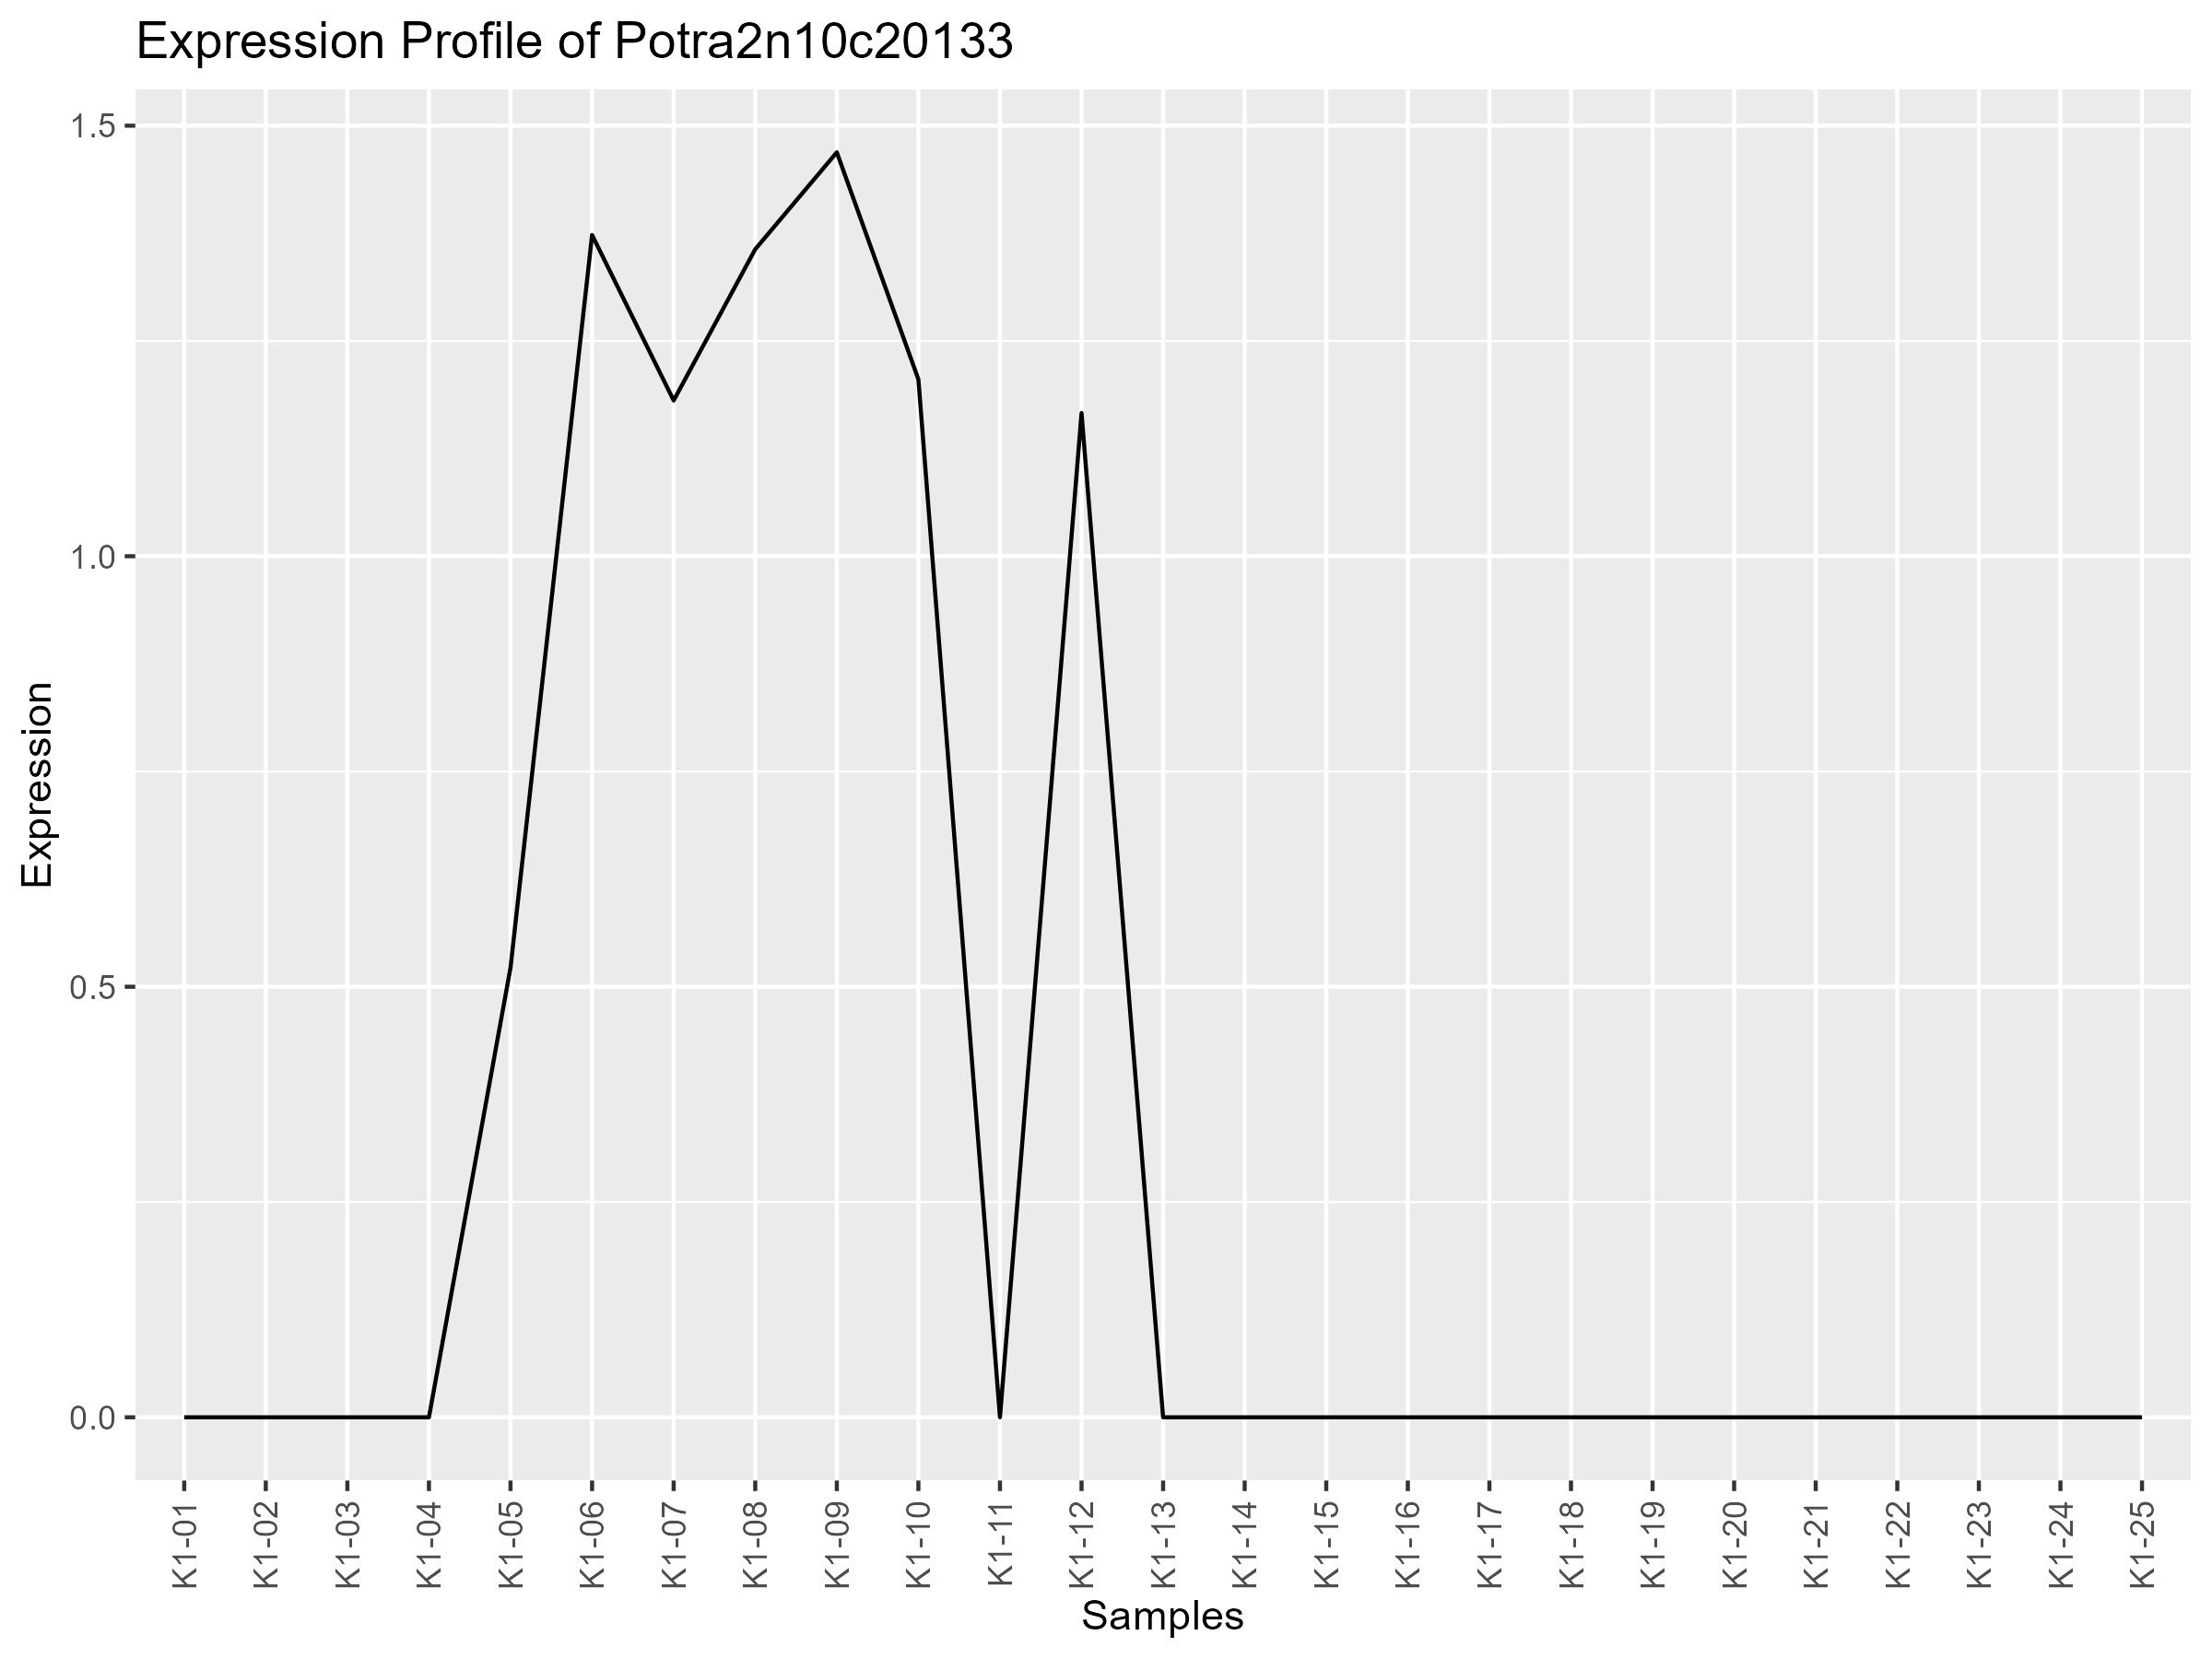 Expression Profile of Potra2n10c20133
1.5
1.0
0.5
0.0
Expression
K1-01
K1-02
K1-03
K1-04
K1-05
K1-06
K1-07
K1-08
K1-09
K1-10
K1-11
K1-12
K1-13
K1-14
K1-15
K1-16
K1-17
K1-18
K1-19
K1-20
K1-21
K1-22
K1-23
K1-24
K1-25
Samples